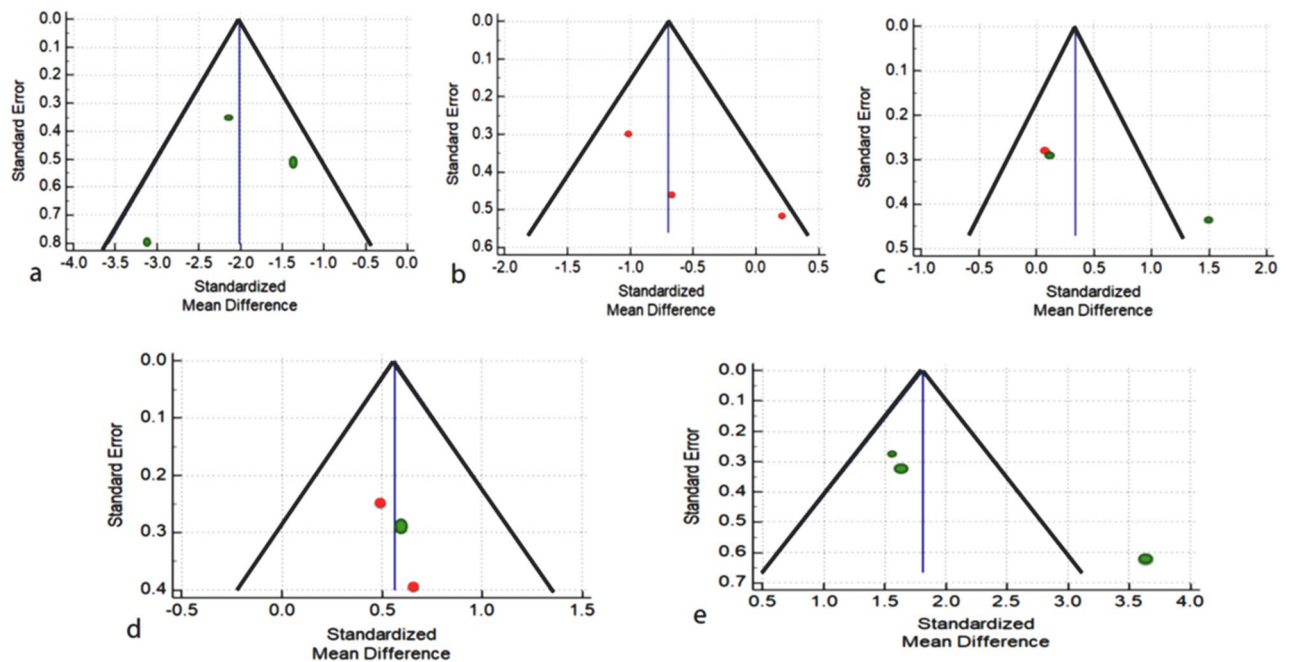 0.0
0.1
0.2
0.3
0.4
0.5
0.6
0.7
0.8
Standard Error
-4.0 -3.5 -3.0 -2.5 -2.0 -1.5 -1.0 -0.5 0.0
Standardized
Mean Difference
a
0.0
0.1
0.2
0.3
0.4
0.5
0.6
Standard Error
-2.0 -1.5 -1.0 -0.5 0.0 0.5
Standardized
Mean Difference
b
0.0
0.1
0.2
0.3
0.4
0.5
Standard Error
-1.0 -0.5 0.0 0.5 1.0 1.5 2.0
Standardized
Mean Difference
c
0.0
0.1
0.2
0.3
0.4
Standard Error
-0.5 0.0 0.5 1.0 1.5
Standardized
Mean Difference
d
0.0
0.1
0.2
0.3
0.4
0.5
0.6
0.7
Standard Error
0.5 1.0 1.5 2.0 2.5 3.0 3.5 4.0
Standardized
Mean Difference
e